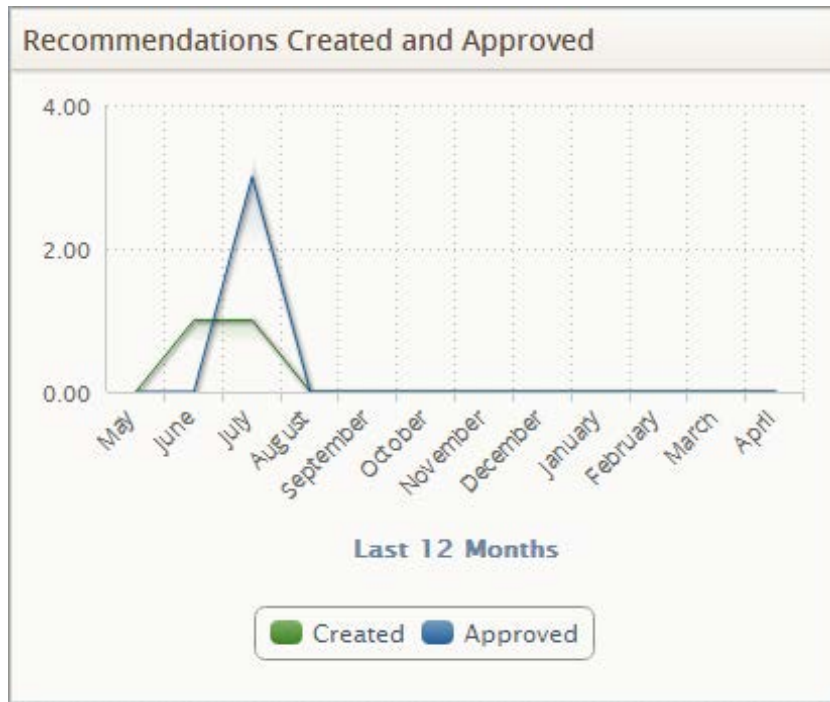 Recommendations Created and Approved
4.00
2.00
0.00
May June July August September October November December January February March April
Last 12 Months
Created Approved